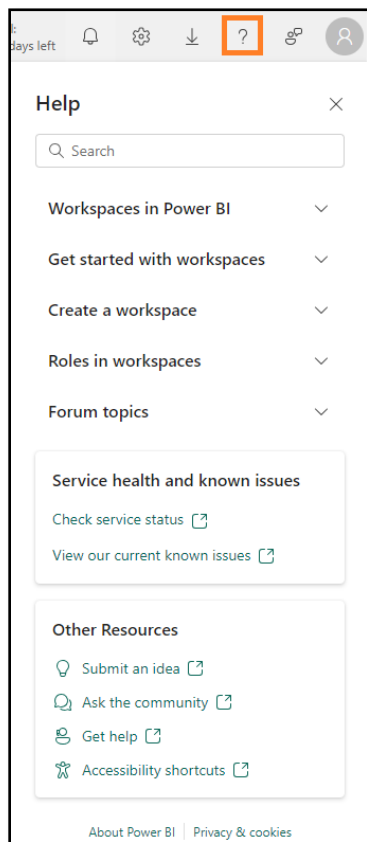 days left
?
Help
Search
Workspaces in Power BI
Get started with workspaces
Create a workspace
Roles in workspaces
Forum topics
Service health and known issues
Check service status
View our current known issues
Other Resources
Submit an idea
Ask the community
Get help
Accessibility shortcuts
About Power BI | Privacy & cookies